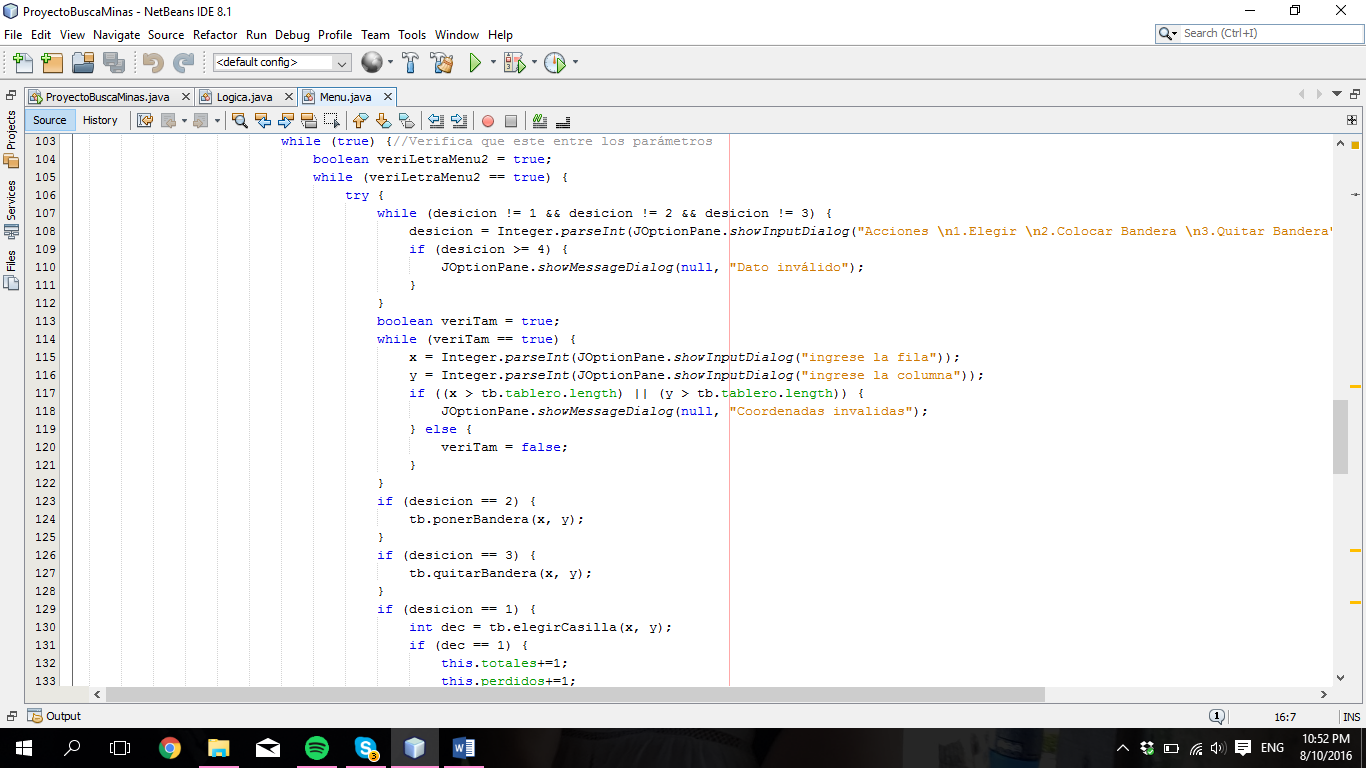 ProyectoBuscaMinas - NetBeans IDE 8.1
File Edit View Navigate Source Refactor Run Debug Profile Team Tools Window Help
Search (Ctrl+I)
<default config>
ProyectoBuscaMinas.java Logica.java Menu.java
Source History
Projects
Services
Files
103 while (true) {//Verifica que este entre los parámetros
104 boolean veriLetraMenu2 = true;
105 while (veriLetraMenu2 == true) {
106 try {
107 while (desicion != 1 && desicion != 2 && desicion != 3) {
108 desicion = Integer.parseInt(JOptionPane.showInputDialog("Acciones \n1.Elegir \n2.Colocar Bandera \n3.Quitar Bandera"
109 if (desicion >= 4) {
110 JOptionPane.showMessageDialog(null, "Dato inválido");
111 }
112 }
113 boolean veriTam = true;
114 while (veriTam == true) {
115 x = Integer.parseInt(JOptionPane.showInputDialog("ingrese la fila"));
116 y = Integer.parseInt(JOptionPane.showInputDialog("ingrese la columna"));
117 if ((x > tb.tablero.length) || (y > tb.tablero.length)) {
118 JOptionPane.showMessageDialog(null, "Coordenadas invalidas");
119 } else {
120 veriTam = false;
121 }
122 }
123 if (desicion == 2) {
124 tb.ponerBandera(x, y);
125 }
126 if (desicion == 3) {
127 tb.quitarBandera(x, y);
128 }
129 if (desicion == 1) {
130 int dec = tb.elegirCasilla(x, y);
131 if (dec == 1) {
132 this.totales+=1;
133 this.perdidos+=1;
Output
1
16:7 INS
3
ENG
10:52 PM
8/10/2016